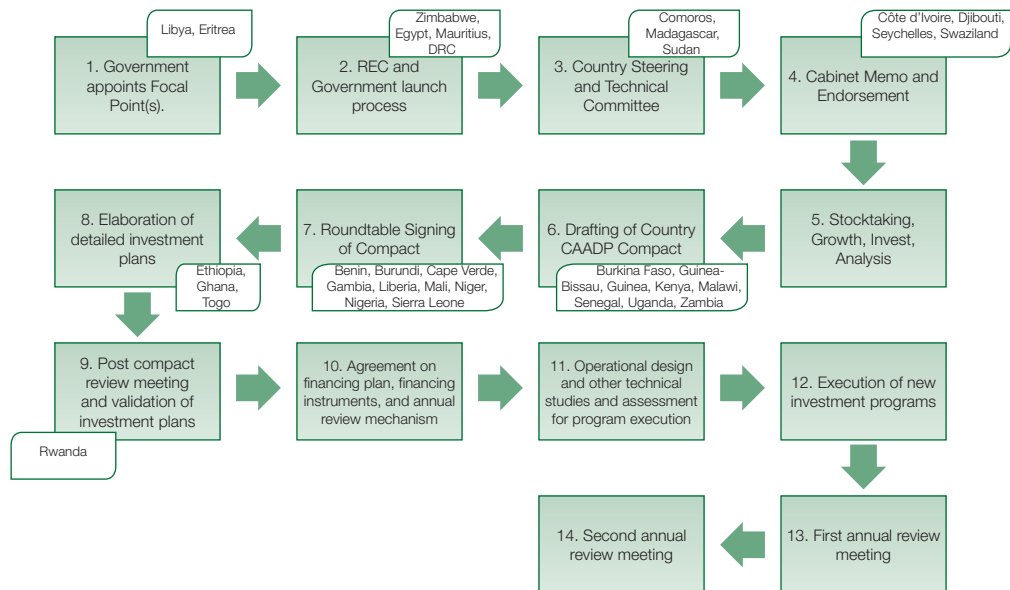 Libya, Eritrea
1. Government
appoints Focal
Point(s).
Zimbabwe,
Egypt, Mauritius,
DRC
2. REC and
Government launch
process
Comoros,
Madagascar,
Sudan
3. Country Steering
and Technical
Committee
Côte d'Ivoire, Djibouti,
Seychelles, Swaziland
4. Cabinet Memo and
Endorsement
5. Stocktaking,
Growth, Invest,
Analysis
6. Drafting of Country
CAADP Compact
Burkina Faso, Guinea-
Bissau, Guinea, Kenya, Malawi,
Senegal, Uganda, Zambia
7. Roundtable Signing
of Compact
Benin, Burundi, Cape Verde,
Gambia, Liberia, Mali, Niger,
Nigeria, Sierra Leone
8. Elaboration of
detailed investment
plans
Ethiopia,
Ghana,
Togo
9. Post compact
review meeting
and validation of
investment plans
Rwanda
10. Agreement on
financing plan, financing
instruments, and annual
review mechanism
11. Operational design
and other technical
studies and assessment
for program execution
12. Execution of new
investment programs
13. First annual review
meeting
14. Second annual
review meeting